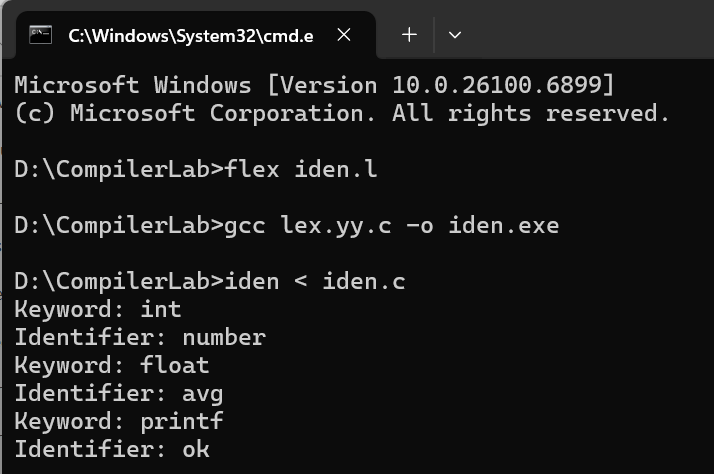 C:\Windows\System32\cmd.e
Microsoft Windows [Version 10.0.26100.6899]
(c) Microsoft Corporation. All rights reserved.
D:\CompilerLab>flex iden.l
D:\CompilerLab>gcc lex.yy.c -o iden.exe
D:\CompilerLab>iden < iden.c
Keyword: int
Identifier: number
Keyword: float
Identifier: avg
Keyword: printf
Identifier: ok